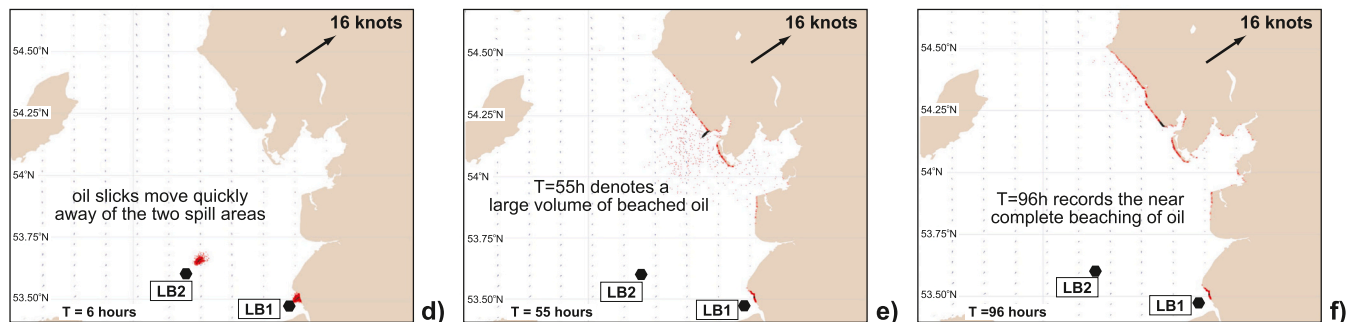 16 knots
54.50°N
54.25°N
54°N
oil slicks move quickly
away of the two spill areas
53.75°N
LB2
53.50°N
T = 6 hours
LB1
d)
16 knots
54.50°N
54.25°N
54°N
T=55h denotes a
large volume of beached oil
53.75°N
LB2
53.50°N
T = 55 hours
LB1
e)
16 knots
54.50°N
54.25°N
54°N
T=96h records the near
complete beaching of oil
53.75°N
LB2
53.50°N
T =96 hours
LB1
f)